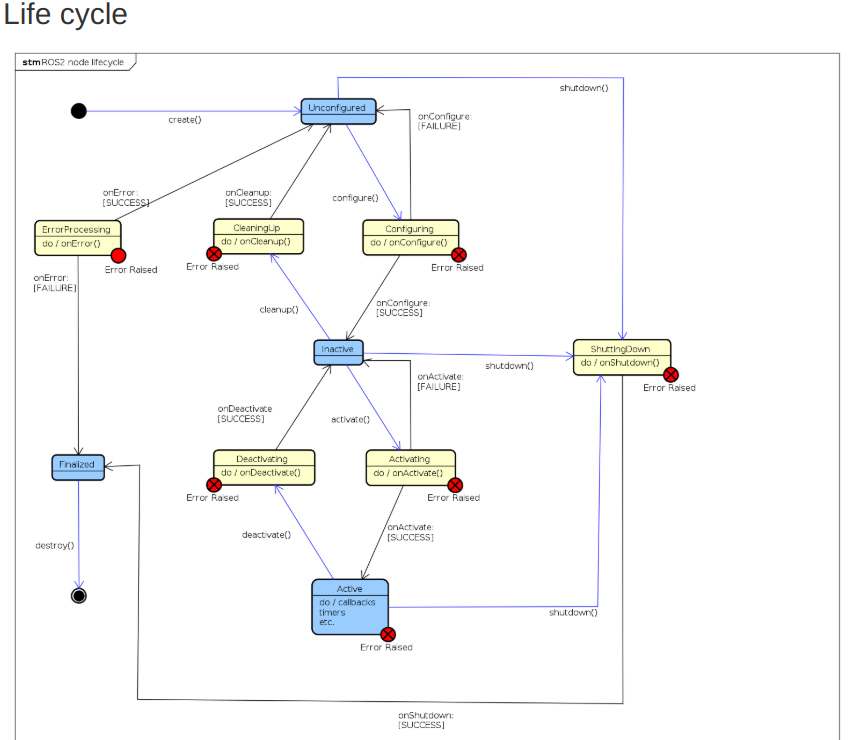 Life cycle
stm ROS2 node lifecycle
shutdown()
Unconfigured
create()
onConfigure:
[FAILURE]
onError:
[SUCCESS]
onCleanup:
[SUCCESS]
configure()
ErrorProcessing
do / onError()
CleaningUp
do / onCleanup()
Configuring
do / onConfigure()
Error Raised
Error Raised
Error Raised
onError:
[FAILURE]
cleanup()
onConfigure:
[SUCCESS]
Inactive
ShuttingDown
do / onShutdown()
shutdown()
Error Raised
onActivate:
[FAILURE]
onDeactivate
[SUCCESS]
activate()
Finalized
Deactivating
do / onDeactivate()
Activating
do / onActivate()
Error Raised
Error Raised
onActivate:
[SUCCESS]
deactivate()
destroy()
Active
do / callbacks
timers
etc.
shutdown()
Error Raised
onShutdown:
[SUCCESS]